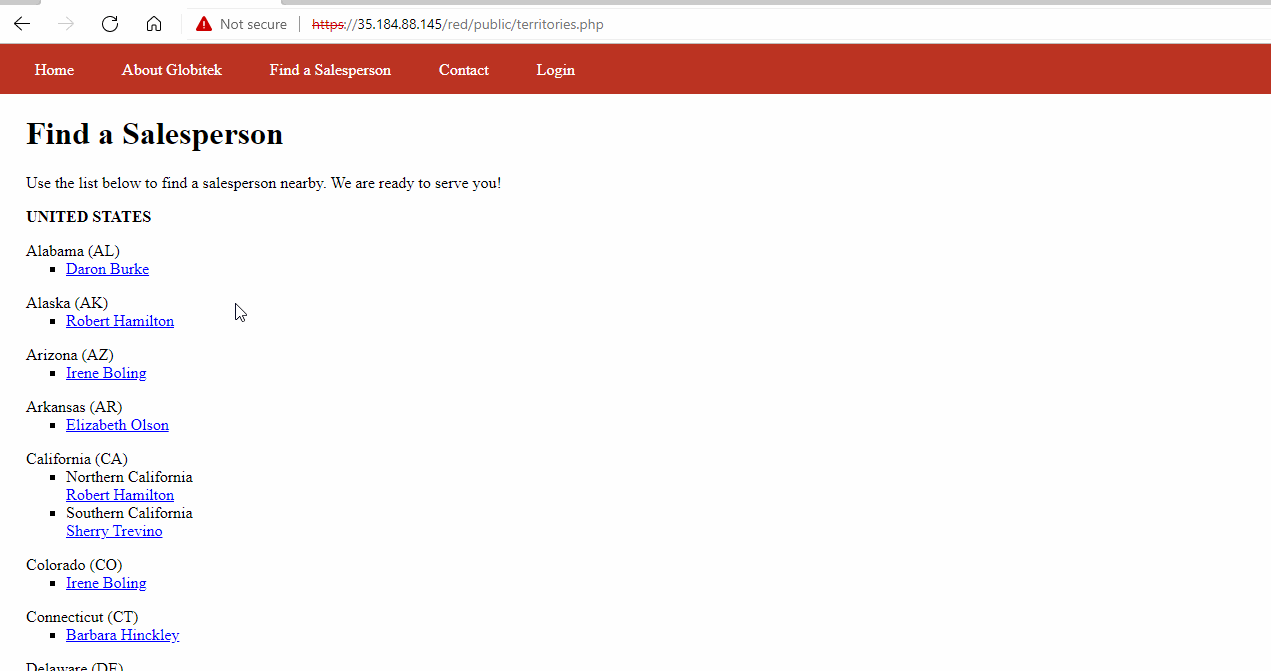 Not secure https://35.184.88.145/red/public/territories.php
Home About Globitek Find a Salesperson Contact Login
Find a Salesperson
Use the list below to find a salesperson nearby. We are ready to serve you!
UNITED STATES
Alabama (AL)
Daron Burke
Alaska (AK)
Robert Hamilton
Arizona (AZ)
Irene Boling
Arkansas (AR)
Elizabeth Olson
California (CA)
Northern California
Robert Hamilton
Southern California
Sherry Trevino
Colorado (CO)
Irene Boling
Connecticut (CT)
Barbara Hinckley
Delaware (DE)